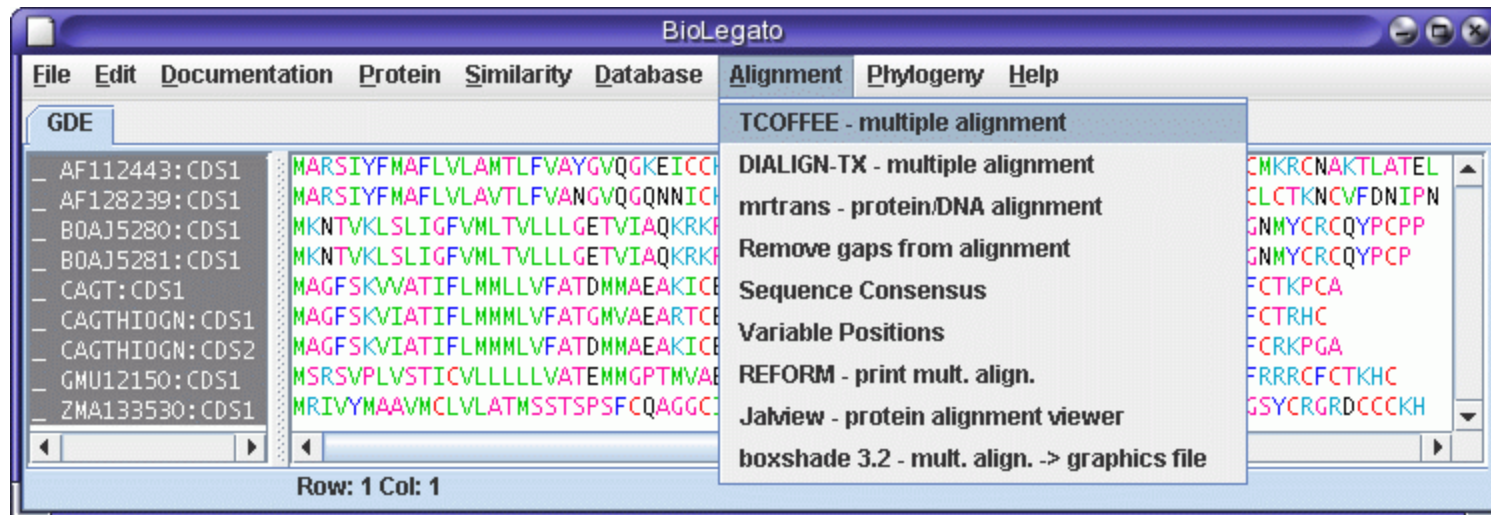 BioLegato
File Edit Documentation Protein Similarity Database Alignment Phylogeny Help
GDE
TCOFFEE - multiple alignment
DIALIGN-TX - multiple alignment
mrtrans - protein/DNA alignment
Remove gaps from alignment
Sequence Consensus
Variable Positions
REFORM - print mult. align.
Jalview - protein alignment viewer
boxshade 3.2 - mult. align. -> graphics file
_ AF112443:CDS1 MARSIYFMAFLVLAMTLFVAYGVQGKEICC CMKRCNAKTLATEL
_ AF128239:CDS1 MARSIYFMAFLVLAVTLFVANGVQGQNNIC CLCTKNCVFDNIPN
_ BOAJ5280:CDS1 MKNTVKLSLIGFVMLTVLLLGETVIAQKRK GNMYCRCQYPCPP
_ BOAJ5281:CDS1 MKNTVKLSLIGFVMLTVLLLGETVIAQKRK GNMYCRCQYPCP
_ CAGT:CDS1 MAGFSKVVATIFLMMLLVFATDMMAEAKIC FCTKPCA
_ CAGTHIOGN:CDS1 MAGFSKVIATIFLMMMLVFATGMVAEARTC FCTRHC
_ CAGTHIOGN:CDS2 MAGFSKVIATIFLMMMLVFATDMMAEAKIC FCRKPGA
_ GMU12150:CDS1 MSRSVPLVSTICVLLLLLVATEMMGPTMVA FRRRCFCTKHC
_ ZMA133530:CDS1 MRIVYMAAVMCLVLATMSSTSPSFCQAGGC GSYCRGRDCCCKH
Row: 1 Col: 1